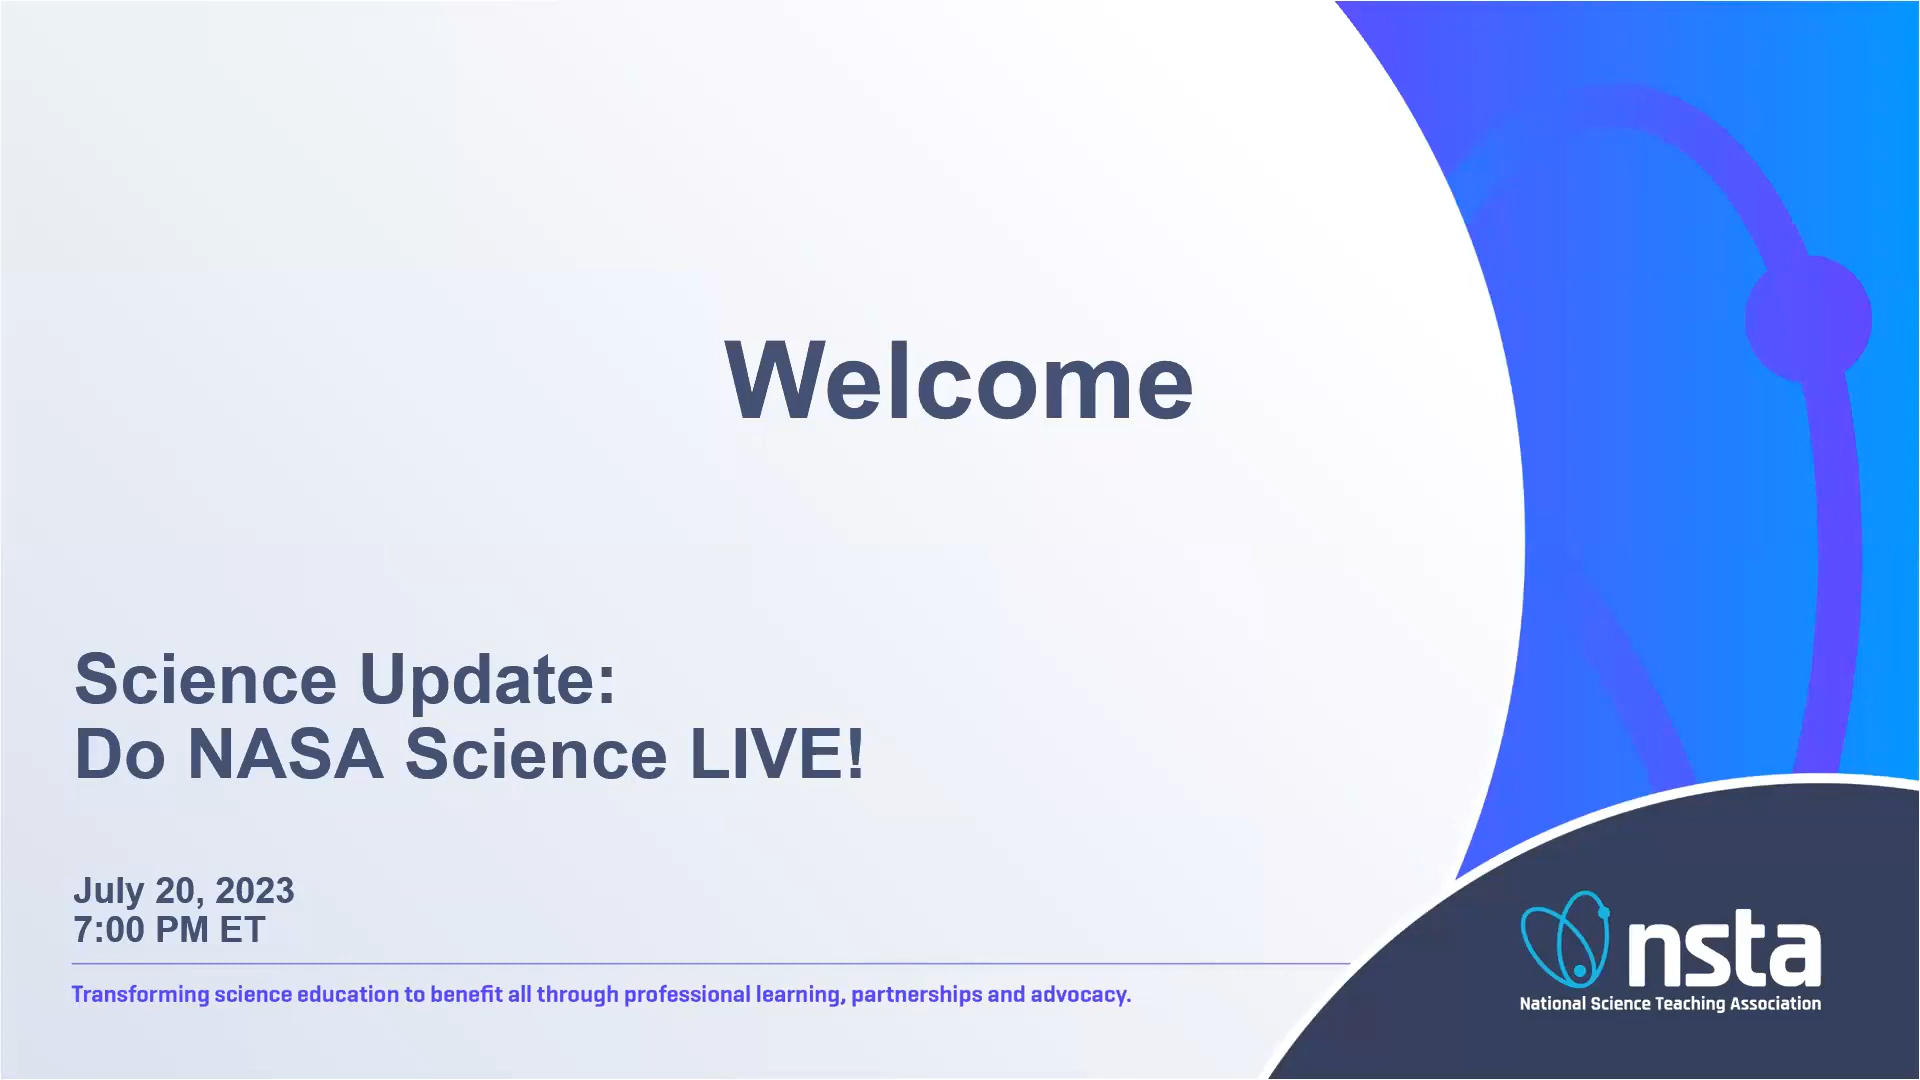 Welcome
Science Update:
Do NASA Science LIVE!
July 20, 2023
7:00 PM ET
Transforming science education to benefit all through professional learning, partnerships and advocacy.
nsta
National Science Teaching Association